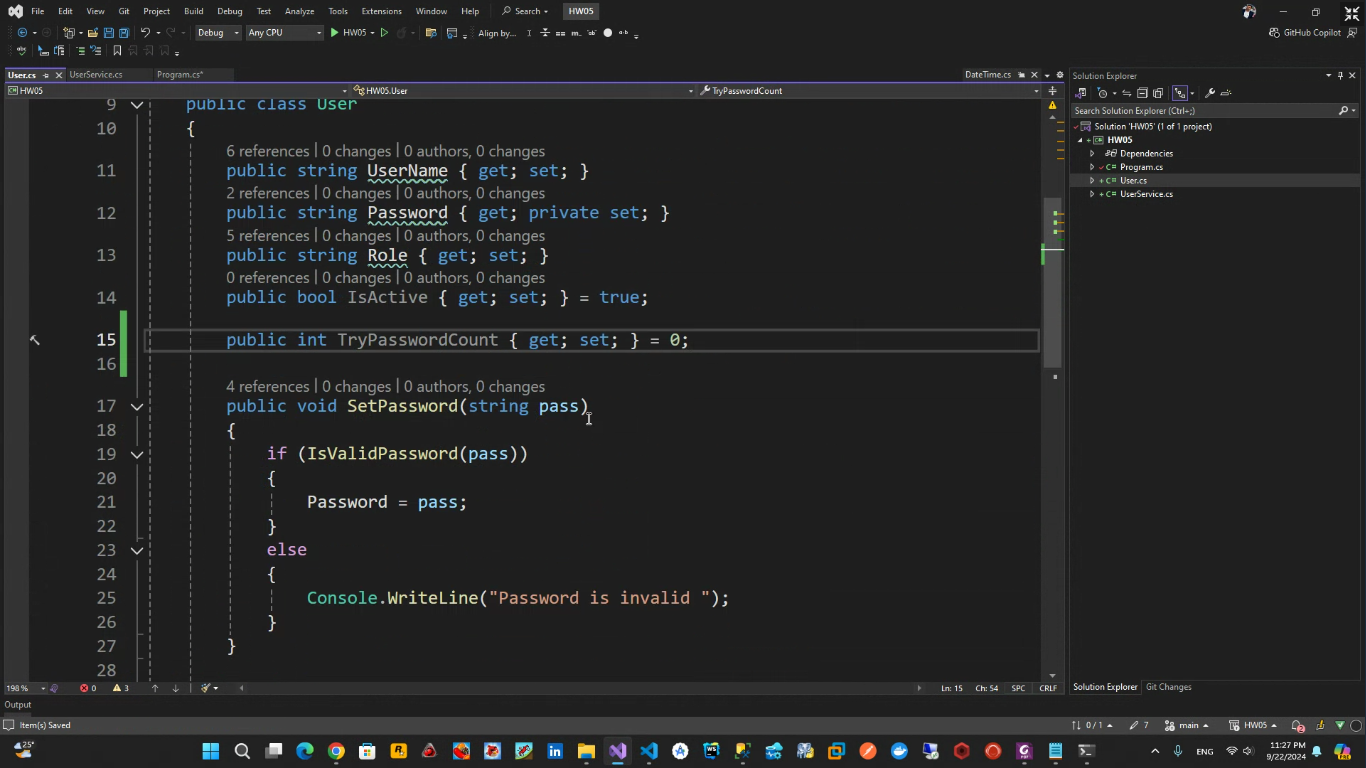 File Edit View Git Project Build Debug Test Analyze Tools Extensions Window Help Search HW05
Debug Any CPU HW05 Align by... GitHub Copilot
User.cs UserService.cs Program.cs* DateTime.cs
HW05 HW05.User TryPasswordCount
9 public class User
10 {
6 references | 0 changes | 0 authors, 0 changes
11 public string UserName { get; set; }
2 references | 0 changes | 0 authors, 0 changes
12 public string Password { get; private set; }
5 references | 0 changes | 0 authors, 0 changes
13 public string Role { get; set; }
0 references | 0 changes | 0 authors, 0 changes
14 public bool IsActive { get; set; } = true;
15 public int TryPasswordCount { get; set; } = 0;
16
4 references | 0 changes | 0 authors, 0 changes
17 public void SetPassword(string pass)
18 {
19 if (IsValidPassword(pass))
20 {
21 Password = pass;
22 }
23 else
24 {
25 Console.WriteLine("Password is invalid ");
26 }
27 }
28
198 % 0 3 Ln: 15 Ch: 54 SPC CRLF
Output
Solution Explorer
Search Solution Explorer (Ctrl+;)
Solution 'HW05' (1 of 1 project)
HW05
Dependencies
Program.cs
User.cs
UserService.cs
Solution Explorer Git Changes
Item(s) Saved 0 / 1 7 main HW05 2
25° ENG 11:27 PM
9/22/2024